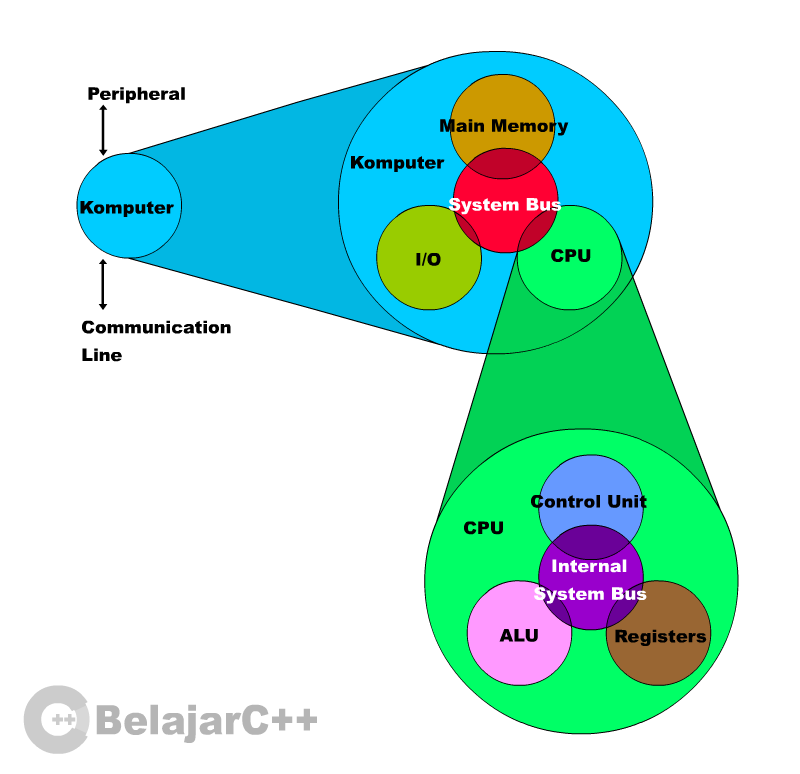 Peripheral
Komputer
Communication
Line
Main Memory
Komputer
System Bus
I/O
CPU
Control Unit
CPU
Internal
System Bus
ALU
Registers
C++ BelajarC++